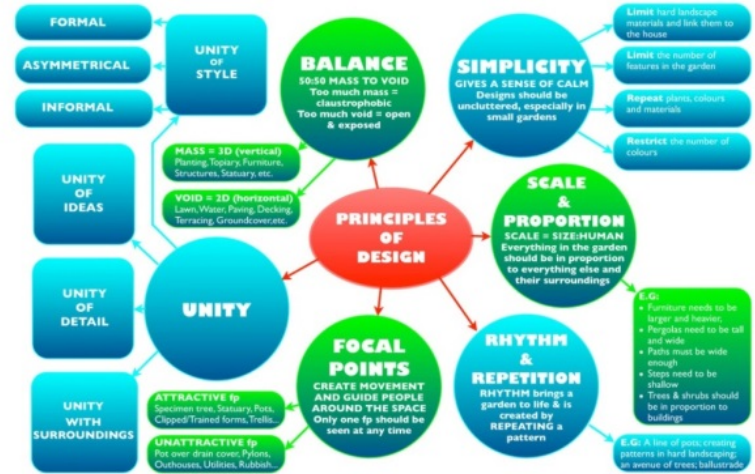 FORMAL
ASYMMETRICAL
INFORMAL
UNITY
OF
STYLE
BALANCE
50:50 MASS TO VOID
Too much mass =
claustrophobic
Too much void = open
& exposed
MASS = 3D (vertical)
Planting, Topiary, Furniture,
Structures, Statuary, etc.
VOID = 2D (horizontal)
Lawn, Water, Paving, Decking,
Terracing, Groundcover, etc.
SIMPLICITY
GIVES A SENSE OF CALM
Designs should be
uncluttered, especially in
small gardens
Limit hard landscape
materials and link them to
the house
Limit the number of
features in the garden
Repeat plants, colours
and materials
Restrict the number of
colours
PRINCIPLES
OF
DESIGN
SCALE
&
PROPORTION
SCALE = SIZE:HUMAN
Everything in the garden
should be in proportion
to everything else and
their surroundings
E.G:
• Furniture needs to be
larger and heavier,
• Pergolas need to be tall
and wide
• Paths must be wide
enough
• Steps need to be
shallow
• Trees & shrubs should
be in proportion to
buildings
UNITY
OF
IDEAS
UNITY
OF
DETAIL
UNITY
WITH
SURROUNDINGS
UNITY
FOCAL
POINTS
CREATE MOVEMENT
AND GUIDE PEOPLE
AROUND THE SPACE
Only one fp should be
seen at any time
ATTRACTIVE fp
Specimen tree, Statuary, Pots,
Clipped/Trained forms, Trellis...
UNATTRACTIVE fp
Pot over drain cover, Pylons,
Outhouses, Utilities, Rubbish...
RHYTHM
&
REPETITION
RHYTHM brings a
garden to life & is
created by
REPEATING a
pattern
E.G: A line of pots; creating
patterns in hard landscaping;
an avenue of trees; ballustrade